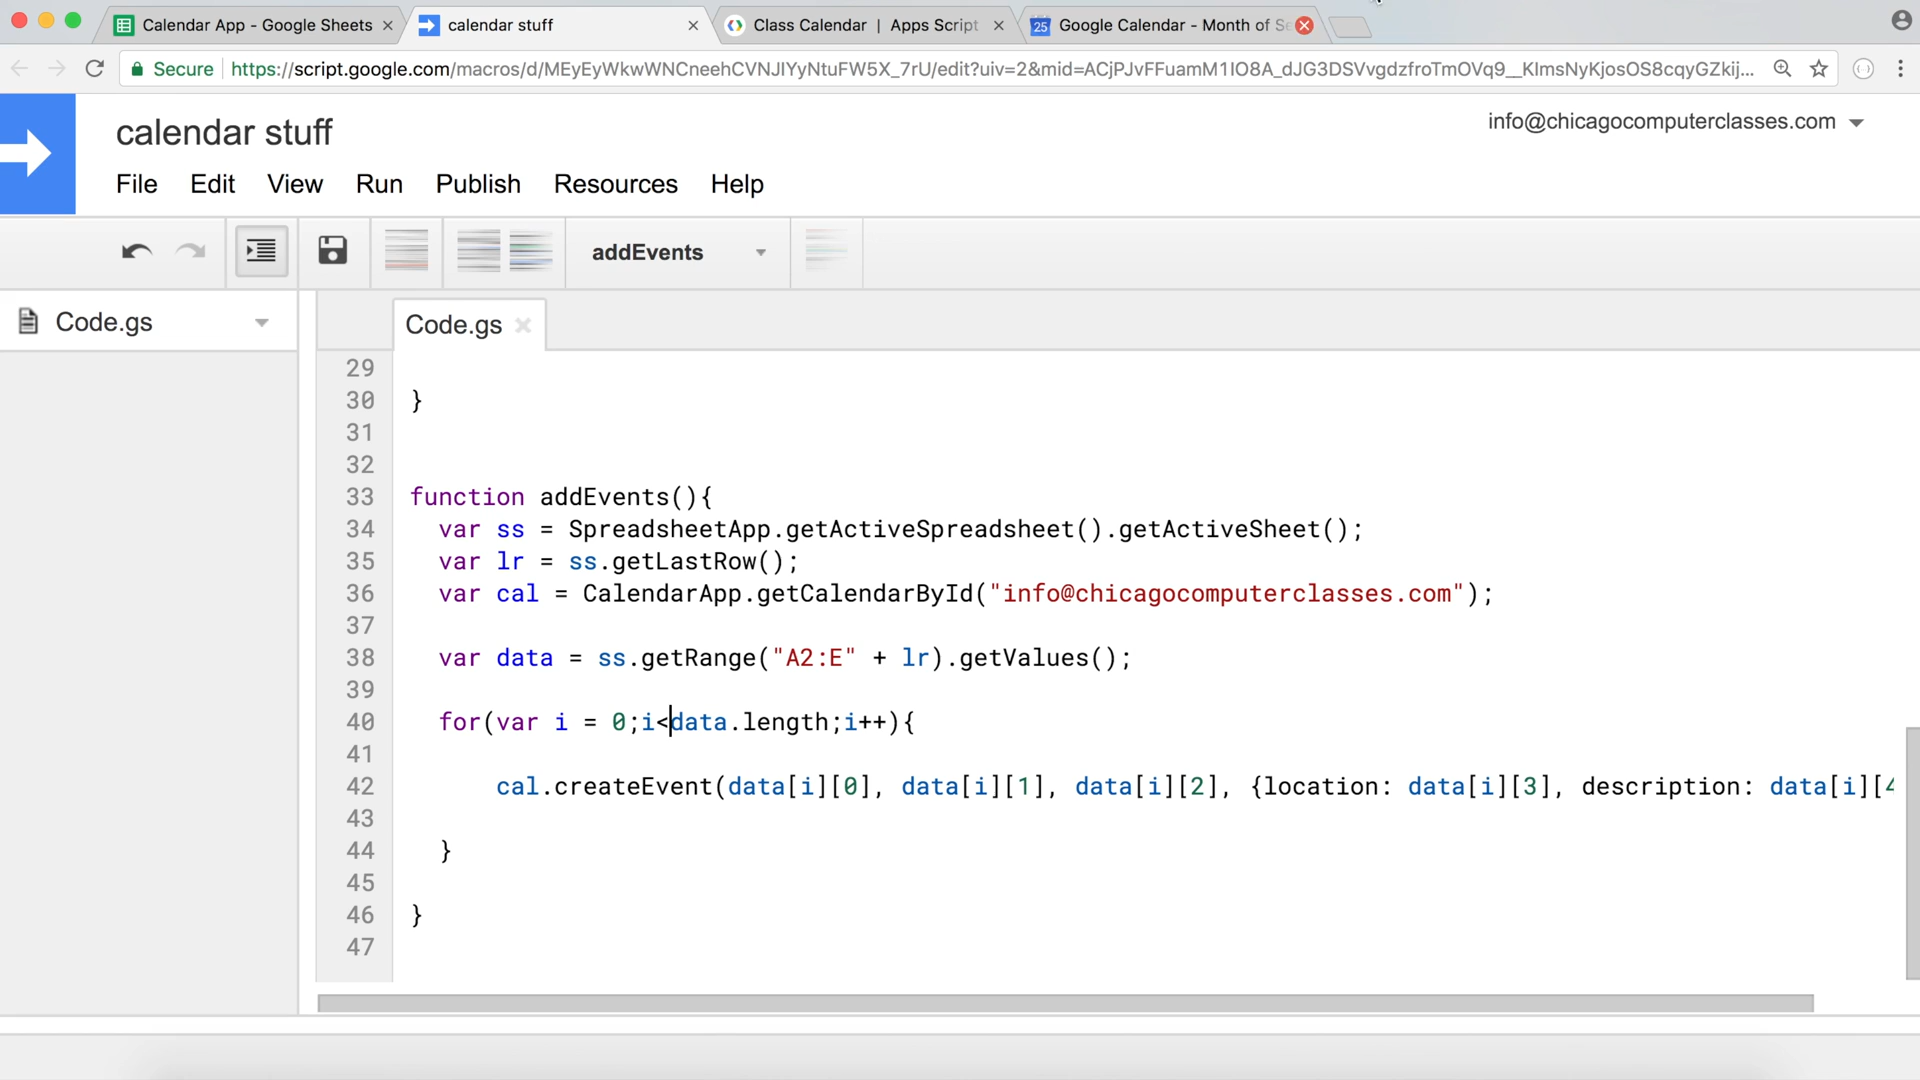 Calendar App - Google Sheets
calendar stuff
Class Calendar | Apps Script
25
Google Calendar - Month of Se
Secure
https://script.google.com/macros/d/MEyEyWkwWNCneehCVNJIYyNtuFW5X_7rU/edit?uiv=2&mid=ACjPJvFFuamM1IO8A_dJG3DSVvgdzfroTmOVq9__KImsNyKjosOS8cqyGZkij...
calendar stuff
info@chicagocomputerclasses.com
File Edit View Run Publish Resources Help
addEvents
Code.gs
Code.gs
29
30 }
31
32
33 function addEvents(){
34 var ss = SpreadsheetApp.getActiveSpreadsheet().getActiveSheet();
35 var lr = ss.getLastRow();
36 var cal = CalendarApp.getCalendarById("info@chicagocomputerclasses.com");
37
38 var data = ss.getRange("A2:E" + lr).getValues();
39
40 for(var i = 0;i<data.length;i++){
41
42 cal.createEvent(data[i][0], data[i][1], data[i][2], {location: data[i][3], description: data[i][4
43
44 }
45
46 }
47